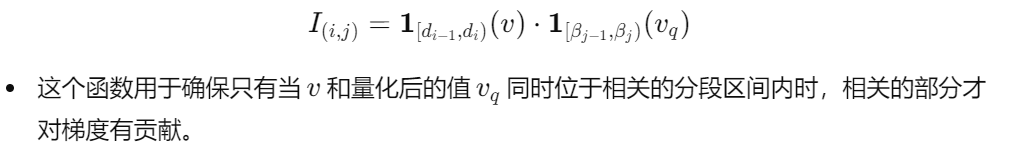 I_{(i,j)} = 𝟏_{[d_{i-1},d_i)}(v) · 𝟏_{[β_{j-1},β_j)}(v_q)
• 这个函数用于确保只有当 v 和量化后的值 v_q 同时位于相关的分段区间内时，相关的部分才
对梯度有贡献。